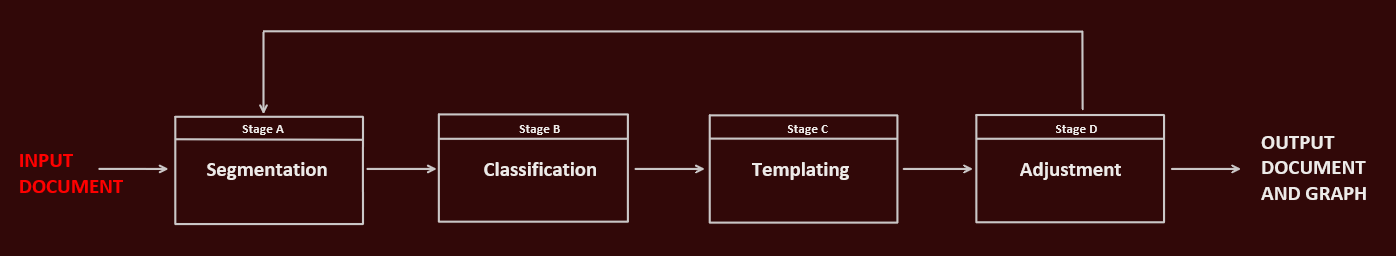 INPUT
DOCUMENT
Stage A
Segmentation
Stage B
Classification
Stage C
Templating
Stage D
Adjustment
OUTPUT
DOCUMENT
AND GRAPH